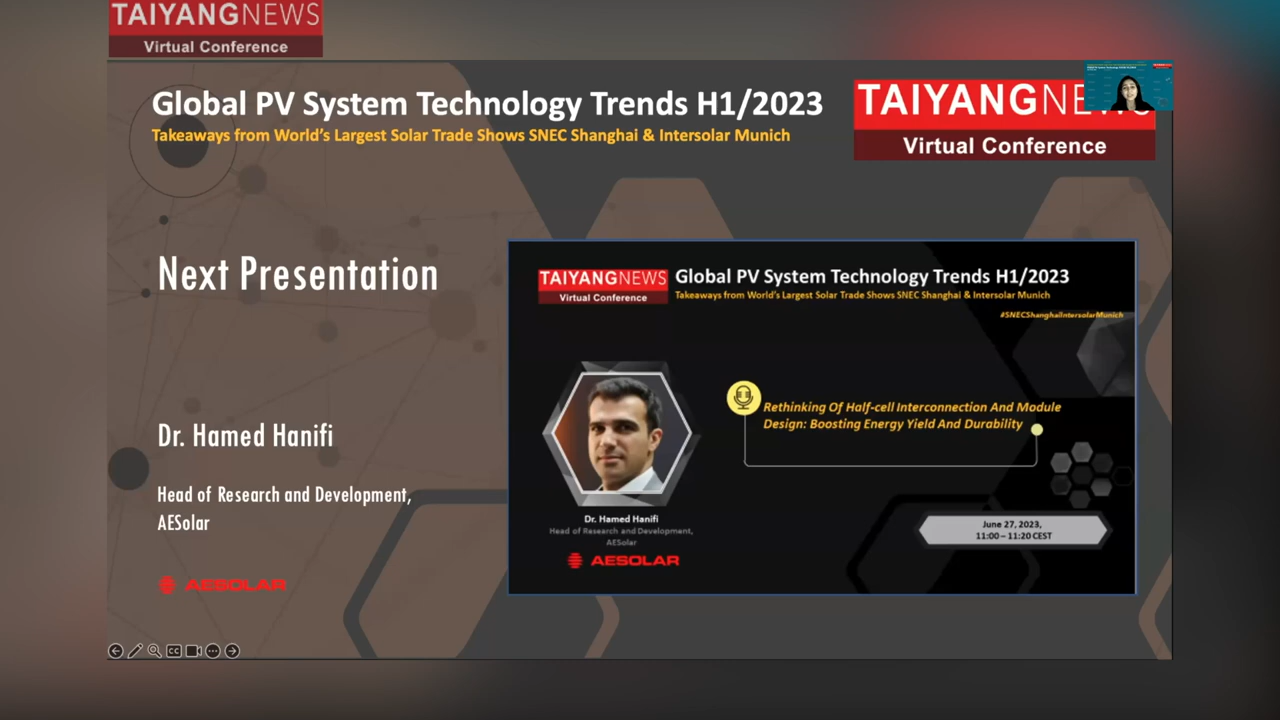 TAIYANGNEWS
Virtual Conference
Global PV System Technology Trends H1/2023
Takeaways from World's Largest Solar Trade Shows SNEC Shanghai & Intersolar Munich
TAIYANGNEWS
Virtual Conference
Next Presentation
Dr. Hamed Hanifi
Head of Research and Development,
AESolar
AESOLAR
TAIYANGNEWS
Virtual Conference
Global PV System Technology Trends H1/2023
Takeaways from World's Largest Solar Trade Shows SNEC Shanghai & Intersolar Munich
#SNECShanghaiIntersolarMunich
Rethinking Of Half-cell Interconnection And Module
Design: Boosting Energy Yield And Durability
Dr. Hamed Hanifi
Head of Research and Development,
AESolar
AESOLAR
June 27, 2023,
11:00 – 11:20 CEST
CC